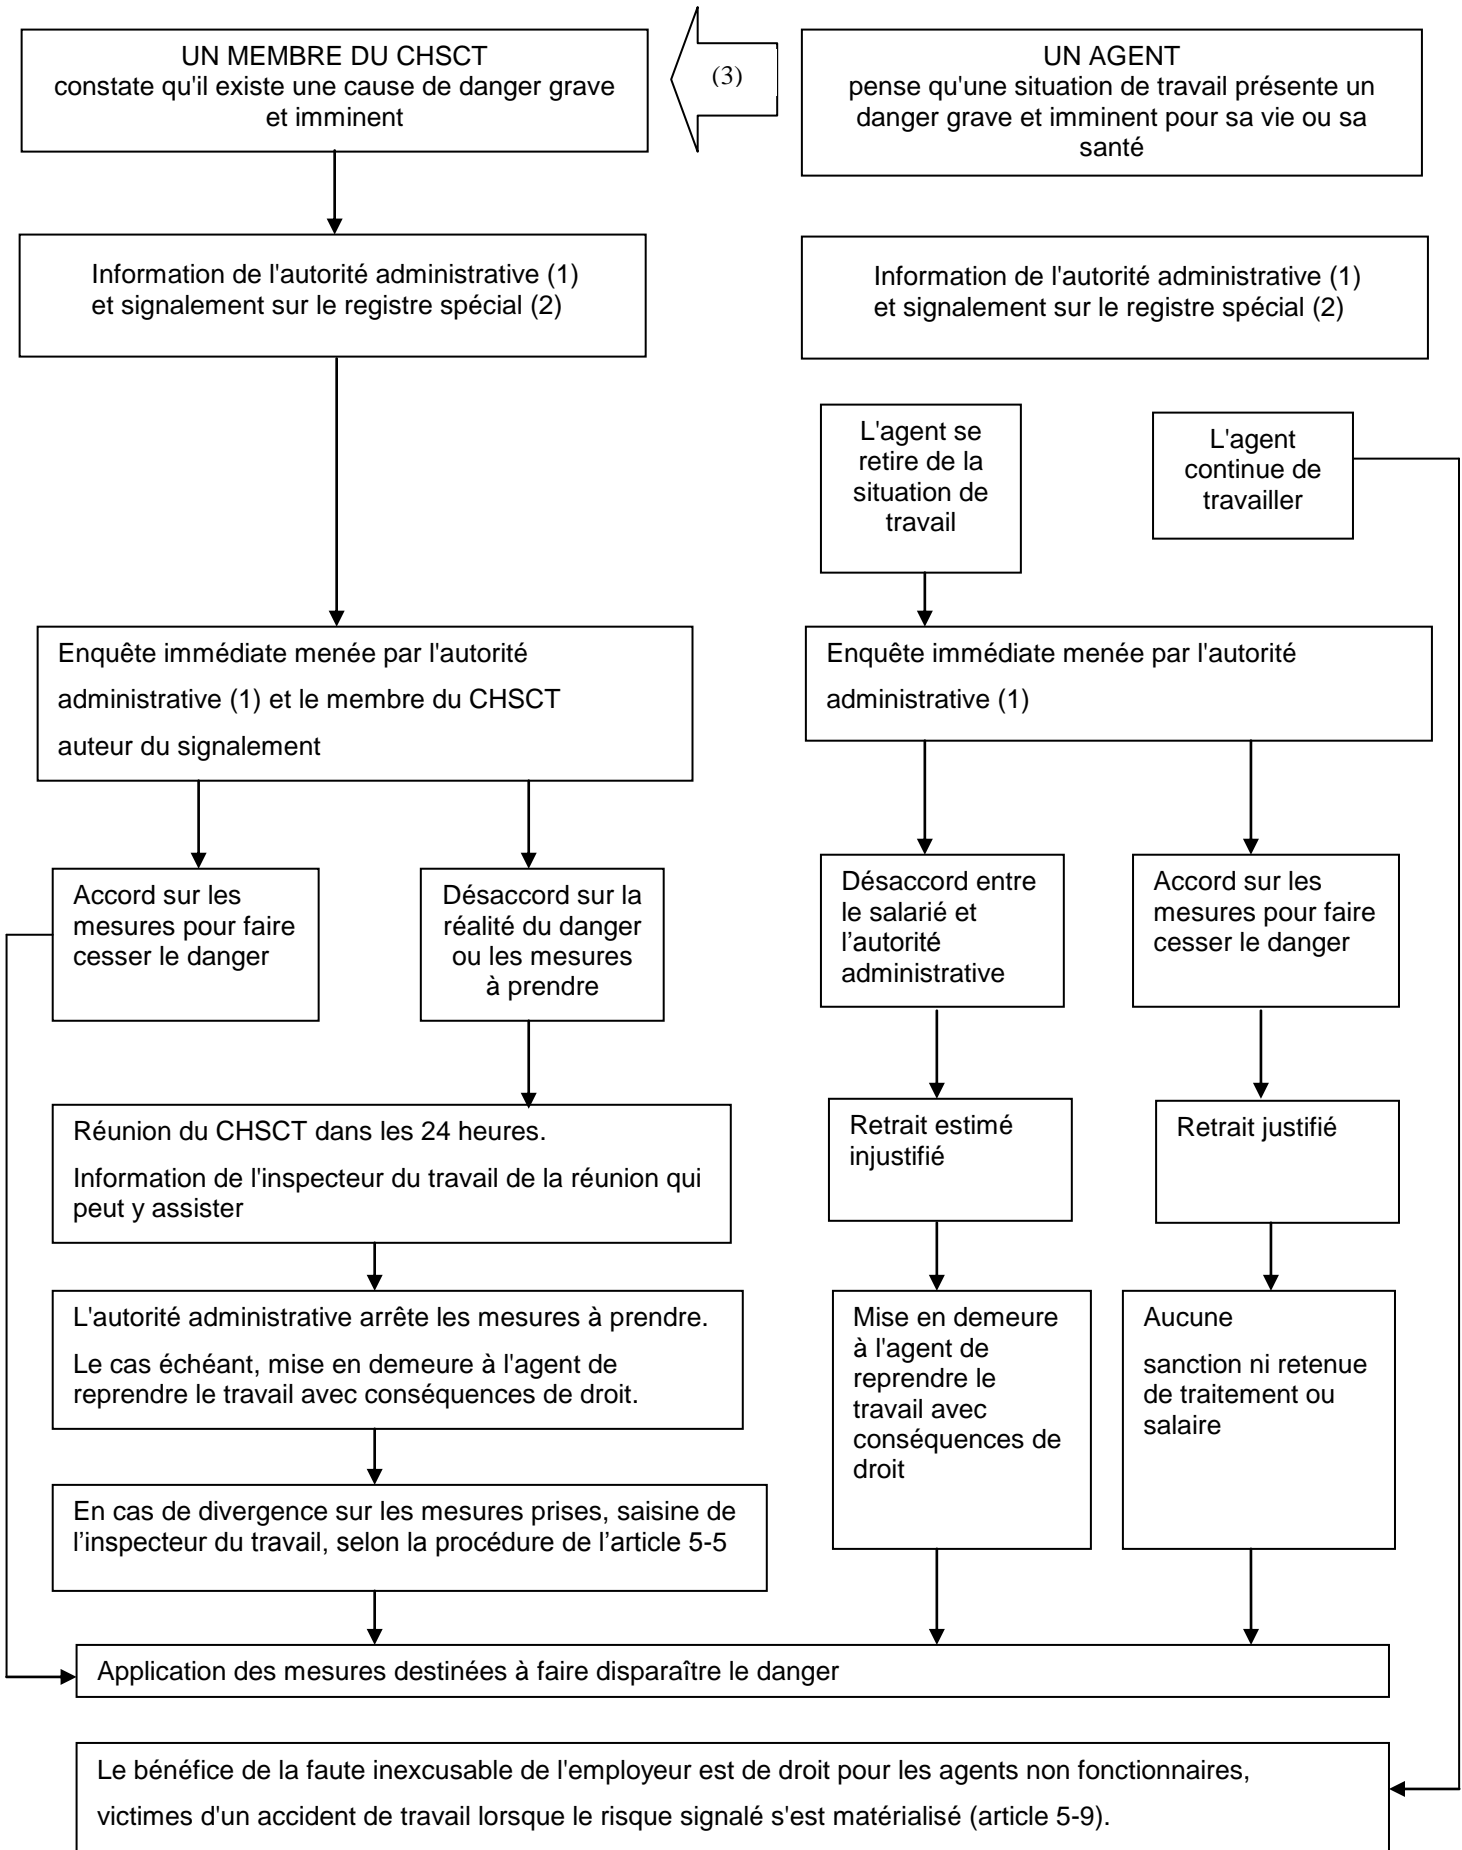 UN MEMBRE DU CHSCT
constate qu'il existe une cause de danger grave
et imminent
(3)
UN AGENT
pense qu'une situation de travail présente un
danger grave et imminent pour sa vie ou sa
santé
Information de l'autorité administrative (1)
et signalement sur le registre spécial (2)
Information de l'autorité administrative (1)
et signalement sur le registre spécial (2)
L'agent se
retire de la
situation de
travail
L'agent
continue de
travailler
Enquête immédiate menée par l'autorité
administrative (1) et le membre du CHSCT
auteur du signalement
Enquête immédiate menée par l'autorité
administrative (1)
Accord sur les
mesures pour faire
cesser le danger
Désaccord sur la
réalité du danger
ou les mesures
à prendre
Désaccord entre
le salarié et
l’autorité
administrative
Accord sur les
mesures pour faire
cesser le danger
Réunion du CHSCT dans les 24 heures.
Information de l'inspecteur du travail de la réunion qui
peut y assister
Retrait estimé
injustifié
Retrait justifié
L'autorité administrative arrête les mesures à prendre.
Le cas échéant, mise en demeure à l'agent de
reprendre le travail avec conséquences de droit.
Mise en demeure
à l'agent de
reprendre le
travail avec
conséquences de
droit
Aucune
sanction ni retenue
de traitement ou
salaire
En cas de divergence sur les mesures prises, saisine de
l’inspecteur du travail, selon la procédure de l’article 5-5
Application des mesures destinées à faire disparaître le danger
Le bénéfice de la faute inexcusable de l'employeur est de droit pour les agents non fonctionnaires,
victimes d'un accident de travail lorsque le risque signalé s'est matérialisé (article 5-9).